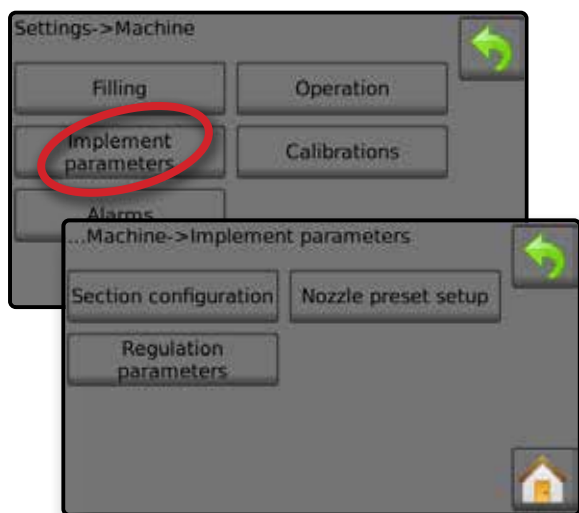 Settings->Machine
Filling
Operation
Implement
parameters
Calibrations
Alarms
...Machine->Implement parameters
Section configuration
Nozzle preset setup
Regulation
parameters